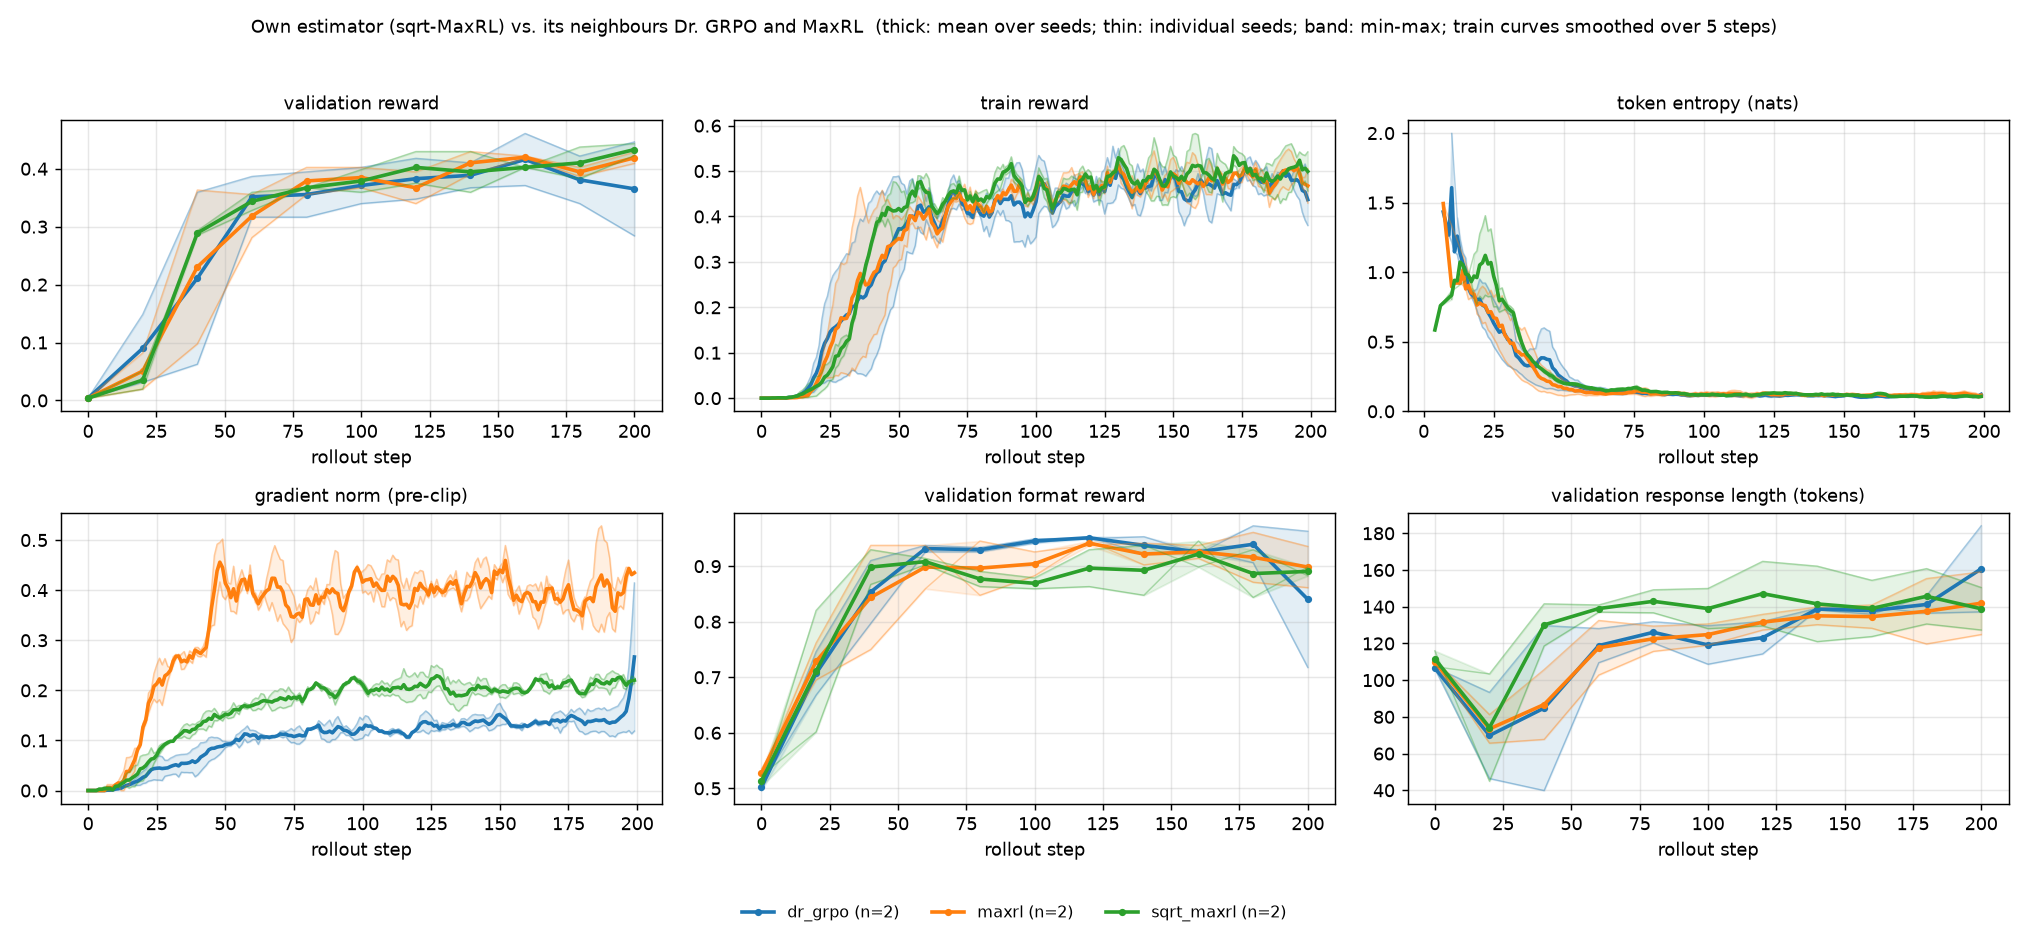 Own estimator (sqrt-MaxRL) vs. its neighbours Dr. GRPO and MaxRL  (thick: mean over seeds; thin: individual seeds; band: min-max; train curves smoothed over 5 steps)
validation reward
0.4
0.3
0.2
0.1
0.0
0 25 50 75 100 125 150 175 200
rollout step
train reward
0.6
0.5
0.4
0.3
0.2
0.1
0.0
0 25 50 75 100 125 150 175 200
rollout step
token entropy (nats)
2.0
1.5
1.0
0.5
0.0
0 25 50 75 100 125 150 175 200
rollout step
gradient norm (pre-clip)
0.5
0.4
0.3
0.2
0.1
0.0
0 25 50 75 100 125 150 175 200
rollout step
validation format reward
0.9
0.8
0.7
0.6
0.5
0 25 50 75 100 125 150 175 200
rollout step
validation response length (tokens)
180
160
140
120
100
80
60
40
0 25 50 75 100 125 150 175 200
rollout step
dr_grpo (n=2) maxrl (n=2) sqrt_maxrl (n=2)